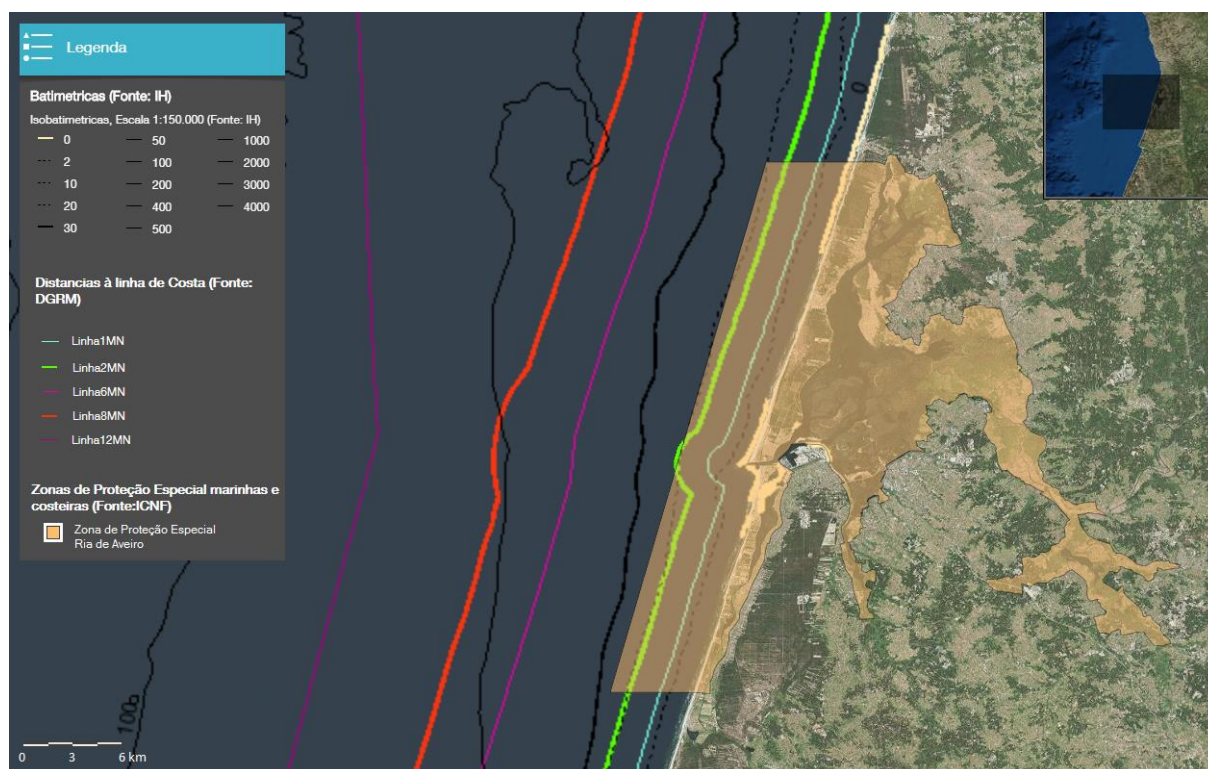 Legenda
Batimetricas (Fonte: IH)
Isobatimetricas, Escala 1:150.000 (Fonte: IH)
0 50 1000
2 100 2000
10 200 3000
20 400 4000
30 500
Distancias à linha de Costa (Fonte:
DGRM)
Linha1MN
Linha2MN
Linha6MN
Linha8MN
Linha12MN
Zonas de Proteção Especial marinhas e
costeiras (Fonte:ICNF)
Zona de Proteção Especial
Ria de Aveiro
0
100
0 3 6 km